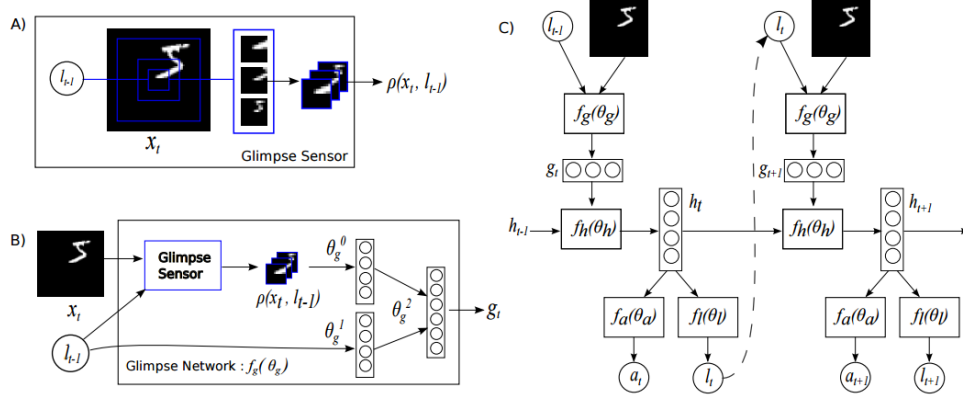 A)
l_{t-1}
x_t
ρ(x_t, l_{t-1})
Glimpse Sensor
B)
x_t
l_{t-1}
Glimpse
Sensor
ρ(x_t, l_{t-1})
θ_g^0
θ_g^1
θ_g^2
g_t
Glimpse Network : f_g(θ_g)
C)
l_{t-1}
l_t
f_g(θ_g)
f_g(θ_g)
g_t
g_{t+1}
h_{t-1}
f_h(θ_h)
h_t
f_h(θ_h)
h_{t+1}
f_a(θ_a)
f_l(θ_l)
f_a(θ_a)
f_l(θ_l)
a_t
l_t
a_{t+1}
l_{t+1}